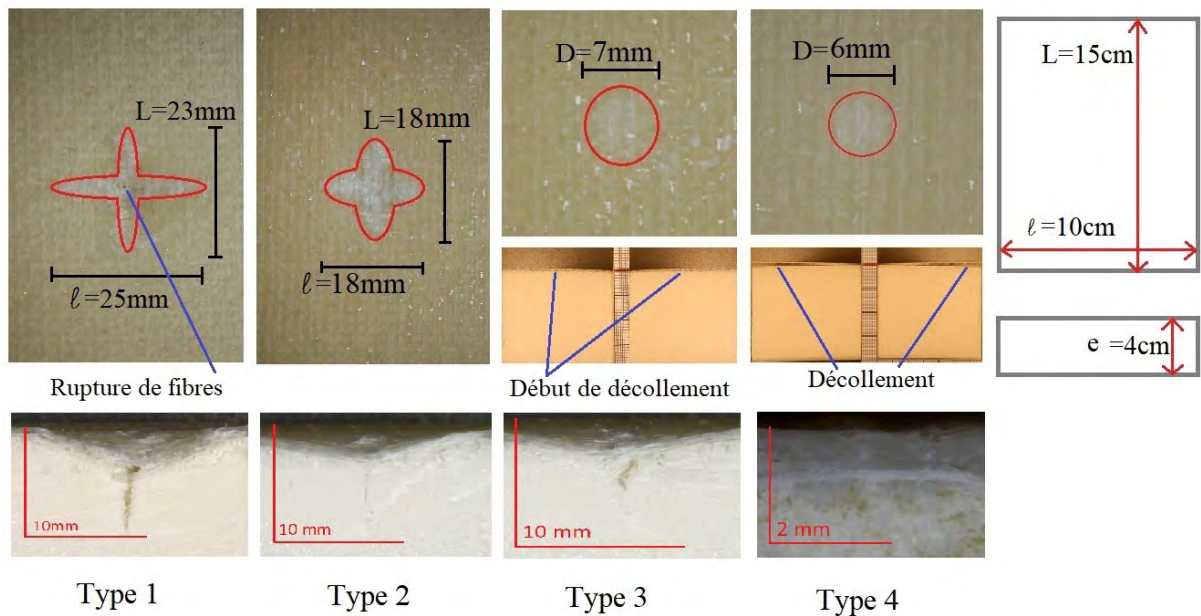 L=23mm
ℓ=25mm
Rupture de fibres
L=18mm
ℓ=18mm
D=7mm
Début de décollement
D=6mm
Décollement
L=15cm
ℓ=10cm
e =4cm
10mm
10 mm
10 mm
2 mm
Type 1
Type 2
Type 3
Type 4